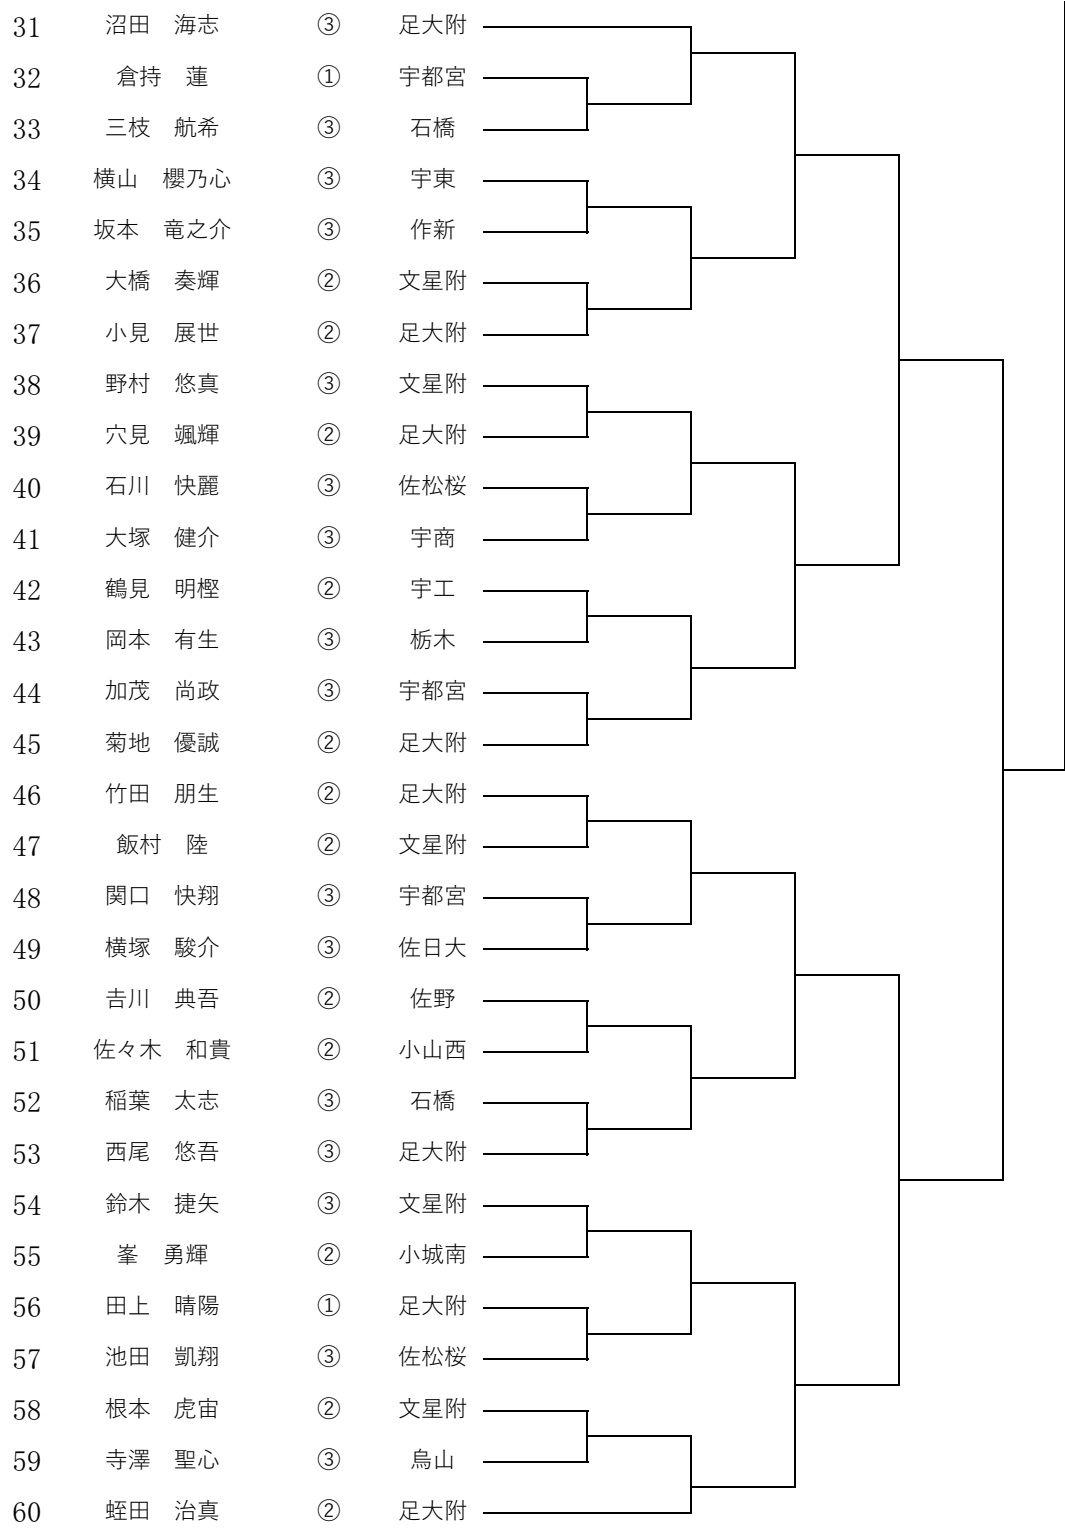 31 沼田　海志 ③ 足大附
32 倉持　蓮 ① 宇都宮
33 三枝　航希 ③ 石橋
34 横山　櫻乃心 ③ 宇東
35 坂本　竜之介 ③ 作新
36 大橋　奏輝 ② 文星附
37 小見　展世 ② 足大附
38 野村　悠真 ③ 文星附
39 穴見　颯輝 ② 足大附
40 石川　快麗 ③ 佐松桜
41 大塚　健介 ③ 宇商
42 鶴見　明樫 ② 宇工
43 岡本　有生 ③ 栃木
44 加茂　尚政 ③ 宇都宮
45 菊地　優誠 ② 足大附
46 竹田　朋生 ② 足大附
47 飯村　陸 ② 文星附
48 関口　快翔 ③ 宇都宮
49 横塚　駿介 ③ 佐日大
50 𠮷川　典吾 ② 佐野
51 佐々木　和貴 ② 小山西
52 稲葉　太志 ③ 石橋
53 西尾　悠吾 ③ 足大附
54 鈴木　捷矢 ③ 文星附
55 峯　勇輝 ② 小城南
56 田上　晴陽 ① 足大附
57 池田　凱翔 ③ 佐松桜
58 根本　虎宙 ② 文星附
59 寺澤　聖心 ③ 烏山
60 蛭田　治真 ② 足大附